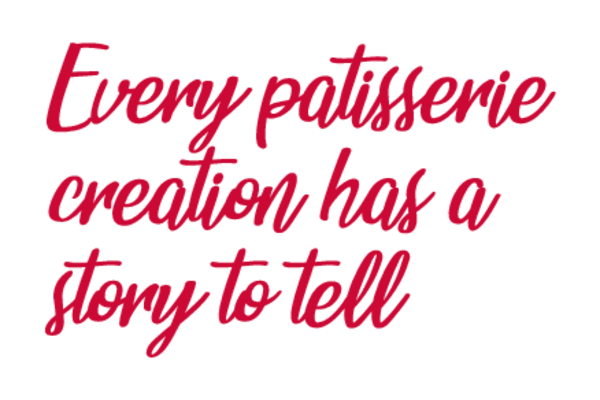 Every patisserie
creation has a
story to tell